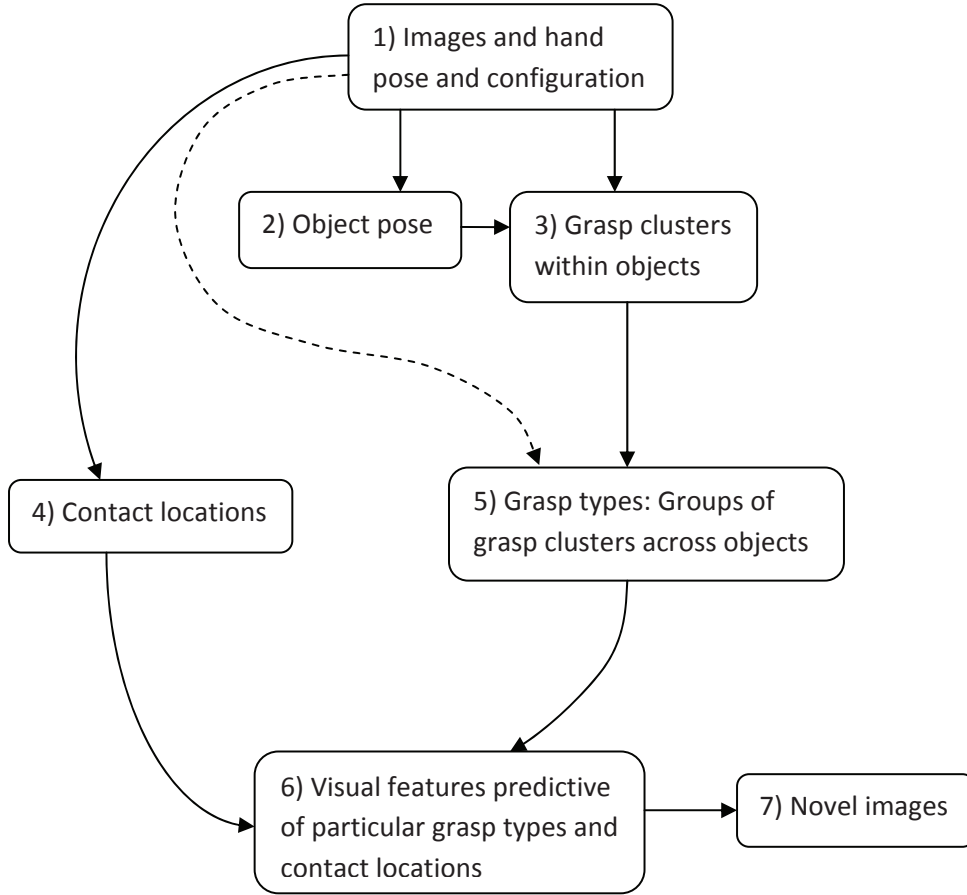 1) Images and hand
pose and configuration
2) Object pose
3) Grasp clusters
within objects
4) Contact locations
5) Grasp types: Groups of
grasp clusters across objects
6) Visual features predictive
of particular grasp types and
contact locations
7) Novel images